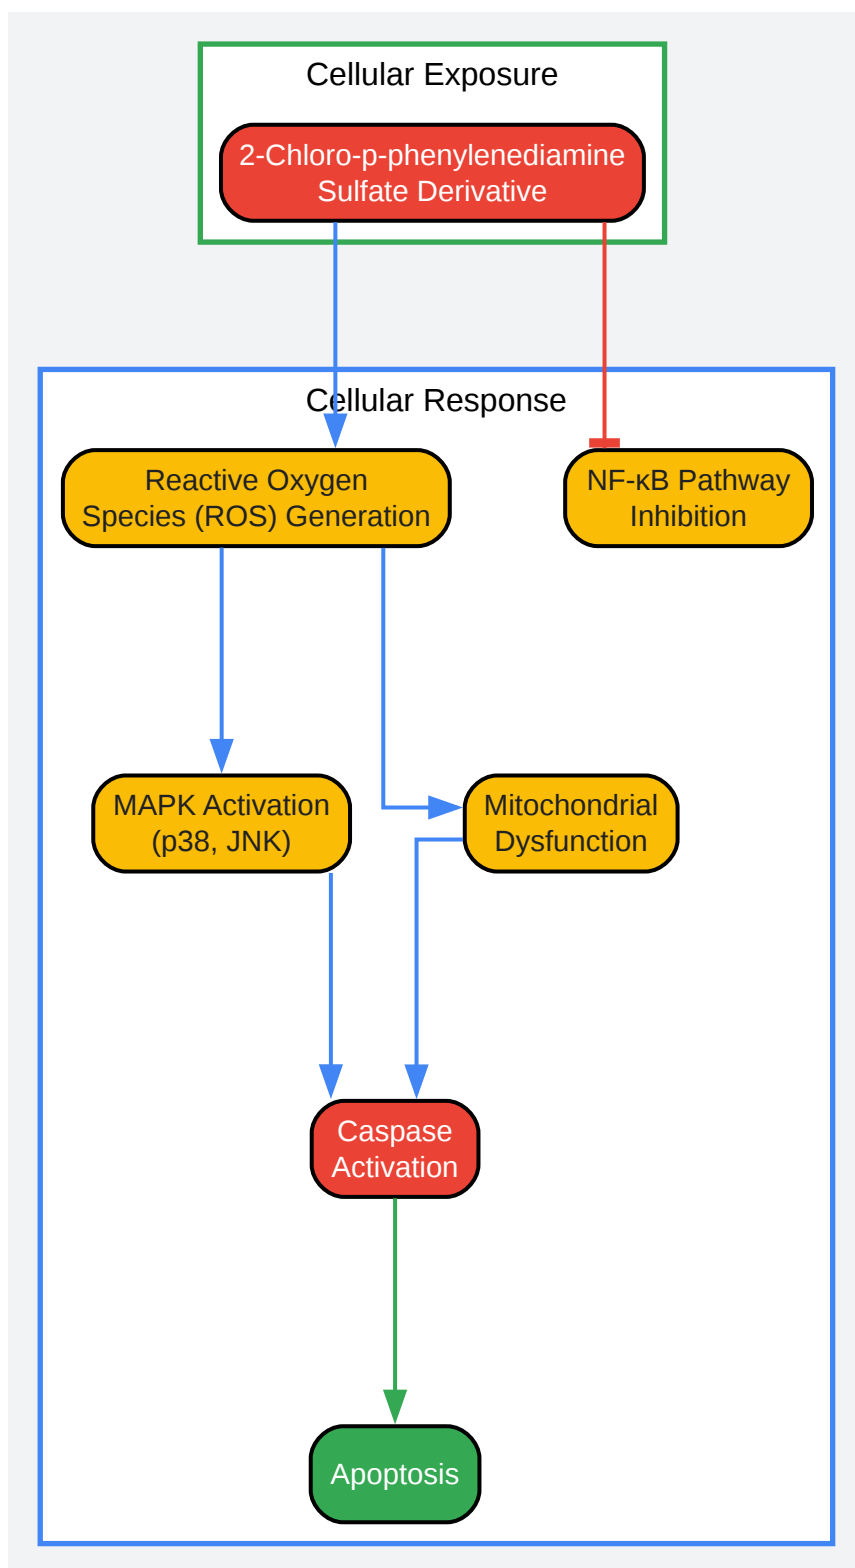 Cellular Exposure
2-Chloro-p-phenylenediamine
Sulfate Derivative
Cellular Response
Reactive Oxygen
Species (ROS) Generation
NF-κB Pathway
Inhibition
MAPK Activation
(p38, JNK)
Mitochondrial
Dysfunction
Caspase
Activation
Apoptosis